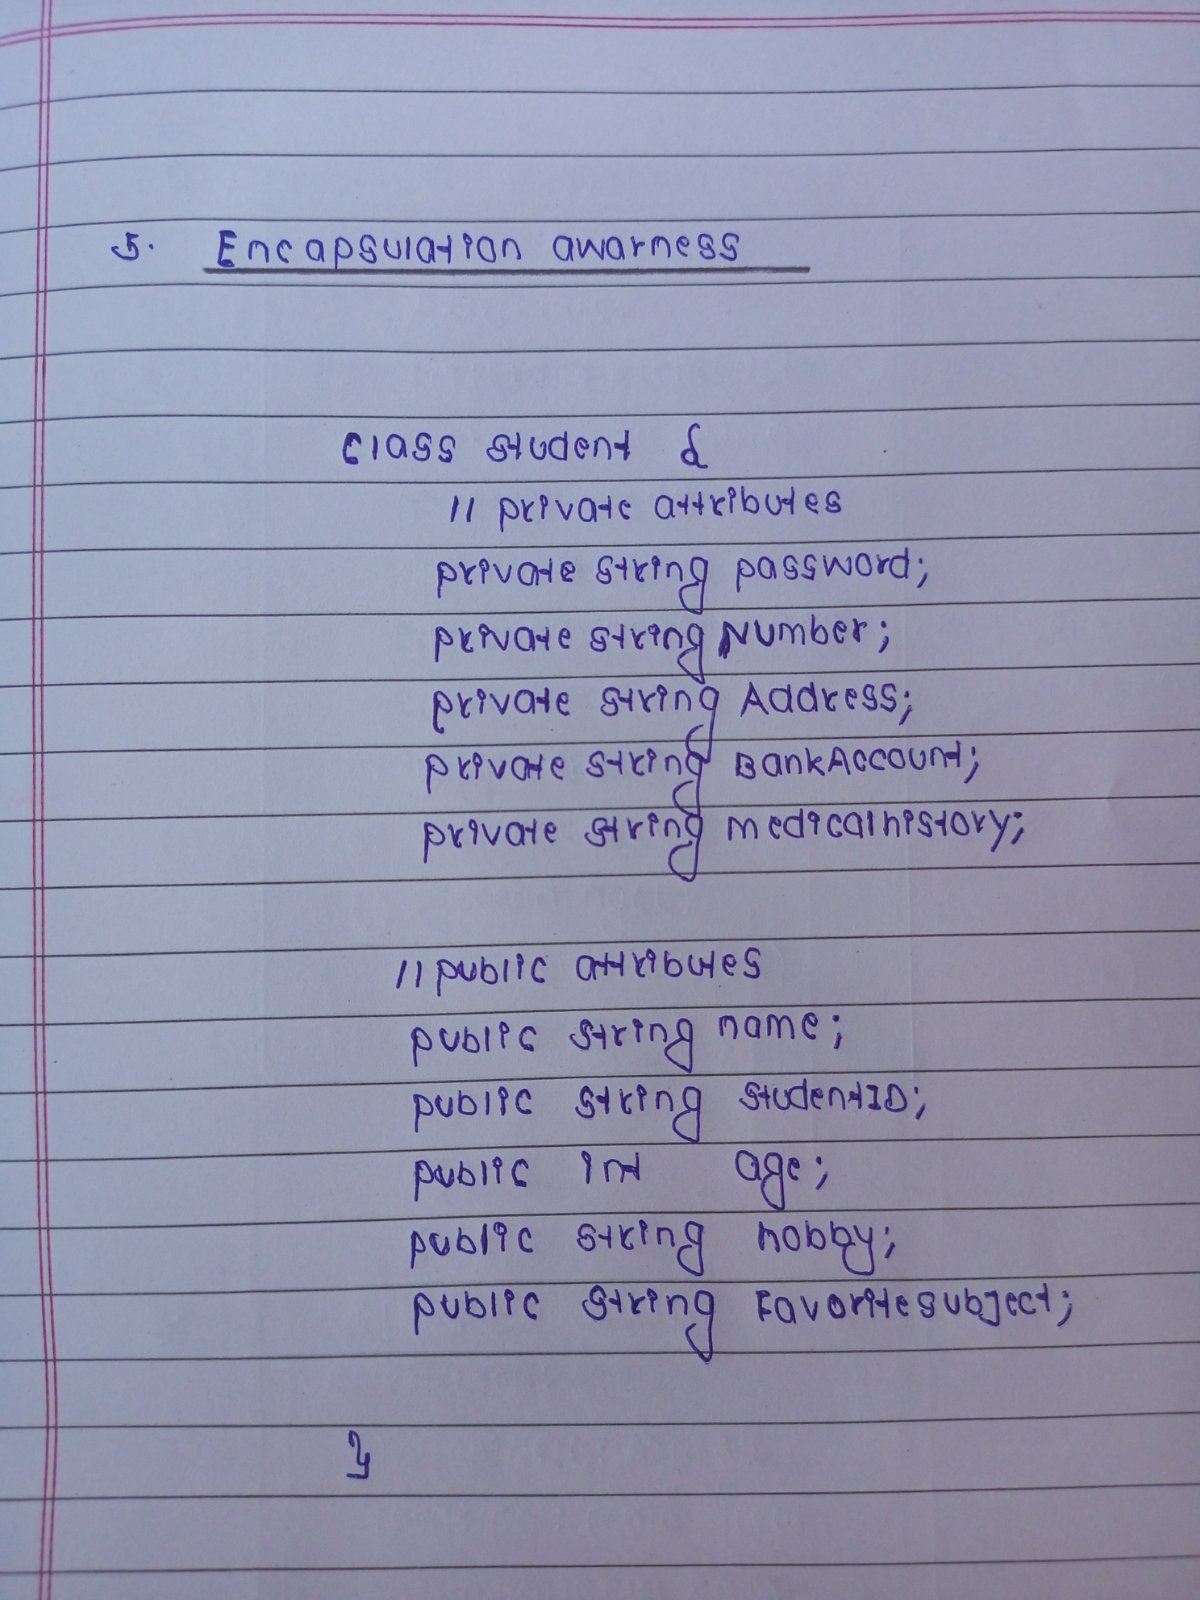 5. Encapsulation awarness
class student {
// private attributes
private string password;
private string Number;
private string Address;
private string BankAccount;
private string medicalhistory;
// public attributes
public string name;
public string studentID;
public int age;
public string hobby;
public string Favoritesubject;
}